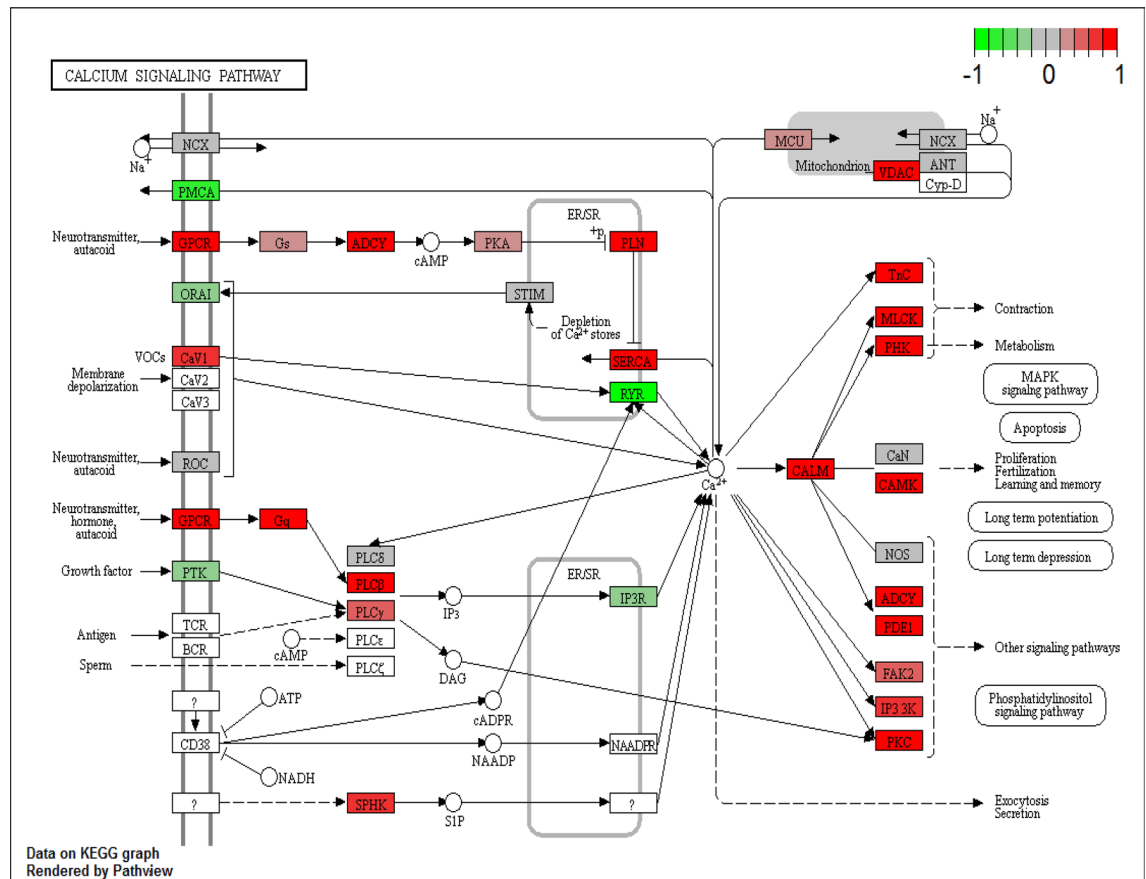 -1 0 1
CALCIUM SIGNALING PATHWAY
NCX
Na+
MCU
Mitochondrion
NCX
Na+
ANT
VDAC
Cyp-D
PMCA
Neurotransmitter,
autacoid
GPCR
Gs
ADCY
cAMP
PKA
ER/SR
+p
PLN
ORAI
STIM
Depletion
of Ca2+ stores
TnC
MLCK
PHK
Contraction
Metabolism
VOCs
CaV1
Membrane
depolarization
CaV2
CaV3
SERCA
RYR
MAPK
signaling pathway
Apoptosis
Neurotransmitter,
autacoid
ROC
Ca2+
CALM
CaN
CAMK
Proliferation
Fertilization
Learning and memory
Neurotransmitter,
hormone,
autacoid
GPCR
Gq
Long term potentiation
Long term depression
PLCδ
NOS
Growth factor
PTK
PLCβ
PLCγ
IP3
ER/SR
IP3R
ADCY
PDE1
Antigen
TCR
BCR
cAMP
PLCε
Sperm
PLCζ
DAG
Other signaling pathways
FAK2
IP3 3K
PKC
Phosphatidylinositol
signaling pathway
?
ATP
cADPR
CD38
NAADP
NAADPR
NADH
?
SPHK
S1P
?
Exocytosis
Secretion
Data on KEGG graph
Rendered by Pathview